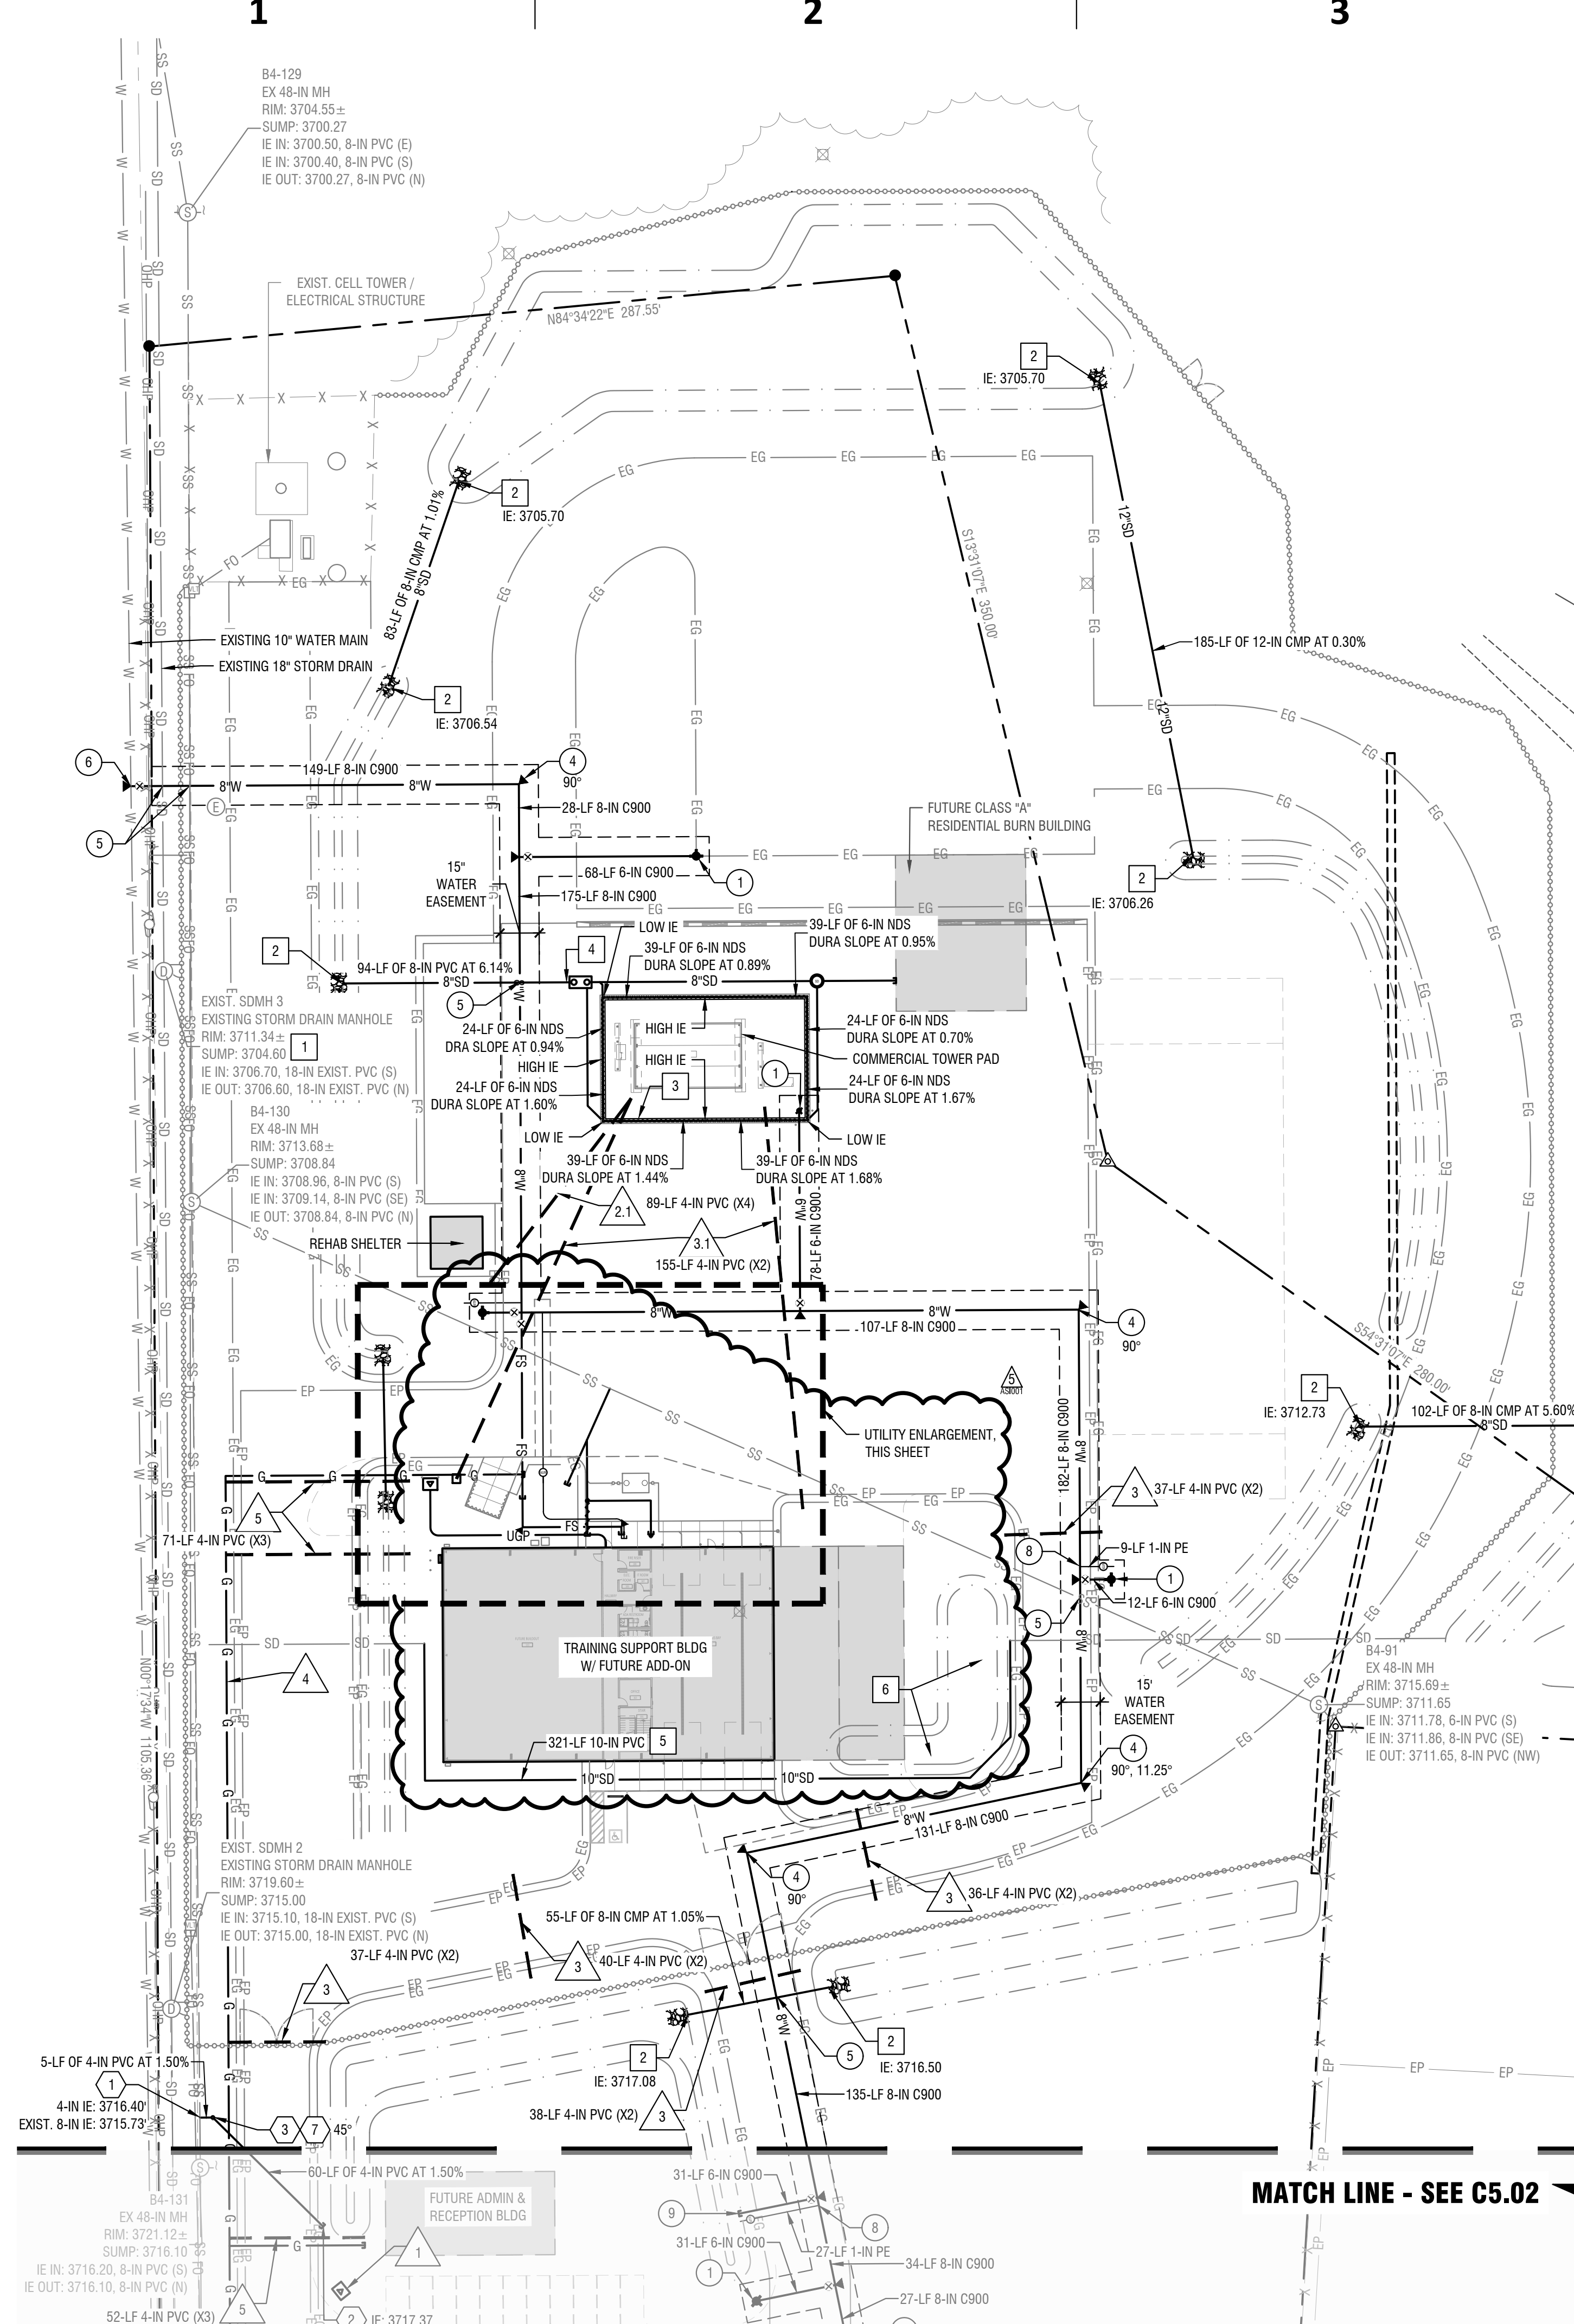 1
2
3
B4-129
EX 48-IN MH
RIM: 3704.55±
SUMP: 3700.27
IE IN: 3700.50, 8-IN PVC (E)
IE IN: 3700.40, 8-IN PVC (S)
IE OUT: 3700.27, 8-IN PVC (N)
EXIST. CELL TOWER /
ELECTRICAL STRUCTURE
N84°34'22"E 287.55'
2
IE: 3705.70
2
IE: 3705.70
83-LF OF 8-IN CMP AT 1.01%
8"SD
S13°31'07"E 350.00'
12"SD
12"SD
185-LF OF 12-IN CMP AT 0.30%
FO
EXISTING 10" WATER MAIN
EXISTING 18" STORM DRAIN
2
IE: 3706.54
6
149-LF 8-IN C900
8"W
8"W
4
90°
28-LF 8-IN C900
5
E
FUTURE CLASS "A"
RESIDENTIAL BURN BUILDING
15"
WATER
EASEMENT
68-LF 6-IN C900
1
175-LF 8-IN C900
2
IE: 3706.26
LOW IE
39-LF OF 6-IN NDS
DURA SLOPE AT 0.95%
39-LF OF 6-IN NDS
DURA SLOPE AT 0.89%
2
4
94-LF OF 8-IN PVC AT 6.14%
8"SD
8"W
8"SD
5
EXIST. SDMH 3
EXISTING STORM DRAIN MANHOLE
RIM: 3711.34±
SUMP: 3704.60
1
IE IN: 3706.70, 18-IN EXIST. PVC (S)
IE OUT: 3706.60, 18-IN EXIST. PVC (N)
24-LF OF 6-IN NDS
DRA SLOPE AT 0.94%
HIGH IE
24-LF OF 6-IN NDS
DURA SLOPE AT 1.60%
HIGH IE
HIGH IE
3
1
24-LF OF 6-IN NDS
DURA SLOPE AT 0.70%
COMMERCIAL TOWER PAD
24-LF OF 6-IN NDS
DURA SLOPE AT 1.67%
B4-130
EX 48-IN MH
RIM: 3713.68±
SUMP: 3708.84
IE IN: 3708.96, 8-IN PVC (S)
IE IN: 3709.14, 8-IN PVC (SE)
IE OUT: 3708.84, 8-IN PVC (N)
LOW IE
LOW IE
39-LF OF 6-IN NDS
DURA SLOPE AT 1.44%
39-LF OF 6-IN NDS
DURA SLOPE AT 1.68%
8"W
2.1
89-LF 4-IN PVC (X4)
6"W
78-LF 6-IN C900
REHAB SHELTER
3.1
155-LF 4-IN PVC (X2)
8"W
8"W
107-LF 8-IN C900
4
90°
S54°31'07"E 280.00'
5
ASI001
UTILITY ENLARGEMENT,
THIS SHEET
2
IE: 3712.73
102-LF OF 8-IN CMP AT 5.60%
8"SD
182-LF 8-IN C900
8"W
FS
FS
3
37-LF 4-IN PVC (X2)
5
71-LF 4-IN PVC (X3)
UGP
FS
8
9-LF 1-IN PE
1
12-LF 6-IN C900
5
8"W
TRAINING SUPPORT BLDG
W/ FUTURE ADD-ON
4
6
15'
WATER
EASEMENT
B4-91
EX 48-IN MH
RIM: 3715.69±
SUMP: 3711.65
IE IN: 3711.78, 6-IN PVC (S)
IE IN: 3711.86, 8-IN PVC (SE)
IE OUT: 3711.65, 8-IN PVC (NW)
N00°17'34"W 1105.36'
321-LF 10-IN PVC
5
10"SD
10"SD
4
90°, 11.25°
8"W
131-LF 8-IN C900
EXIST. SDMH 2
EXISTING STORM DRAIN MANHOLE
RIM: 3719.60±
SUMP: 3715.00
IE IN: 3715.10, 18-IN EXIST. PVC (S)
IE OUT: 3715.00, 18-IN EXIST. PVC (N)
4
90°
3
36-LF 4-IN PVC (X2)
55-LF OF 8-IN CMP AT 1.05%
37-LF 4-IN PVC (X2)
3
3
40-LF 4-IN PVC (X2)
8"W
2
IE: 3717.08
5
2
IE: 3716.50
135-LF 8-IN C900
38-LF 4-IN PVC (X2)
3
5-LF OF 4-IN PVC AT 1.50%
1
4-IN IE: 3716.40'
EXIST. 8-IN IE: 3715.73'
3
7
45°
MATCH LINE - SEE C5.02
60-LF OF 4-IN PVC AT 1.50%
B4-131
EX 48-IN MH
RIM: 3721.12±
SUMP: 3716.10
IE IN: 3716.20, 8-IN PVC (S)
IE OUT: 3716.10, 8-IN PVC (N)
FUTURE ADMIN &
RECEPTION BLDG
1
31-LF 6-IN C900
9
8
31-LF 6-IN C900
27-LF 1-IN PE
1
34-LF 8-IN C900
27-LF 8-IN C900
52-LF 4-IN PVC (X3)
5
2
IE: 3717.37